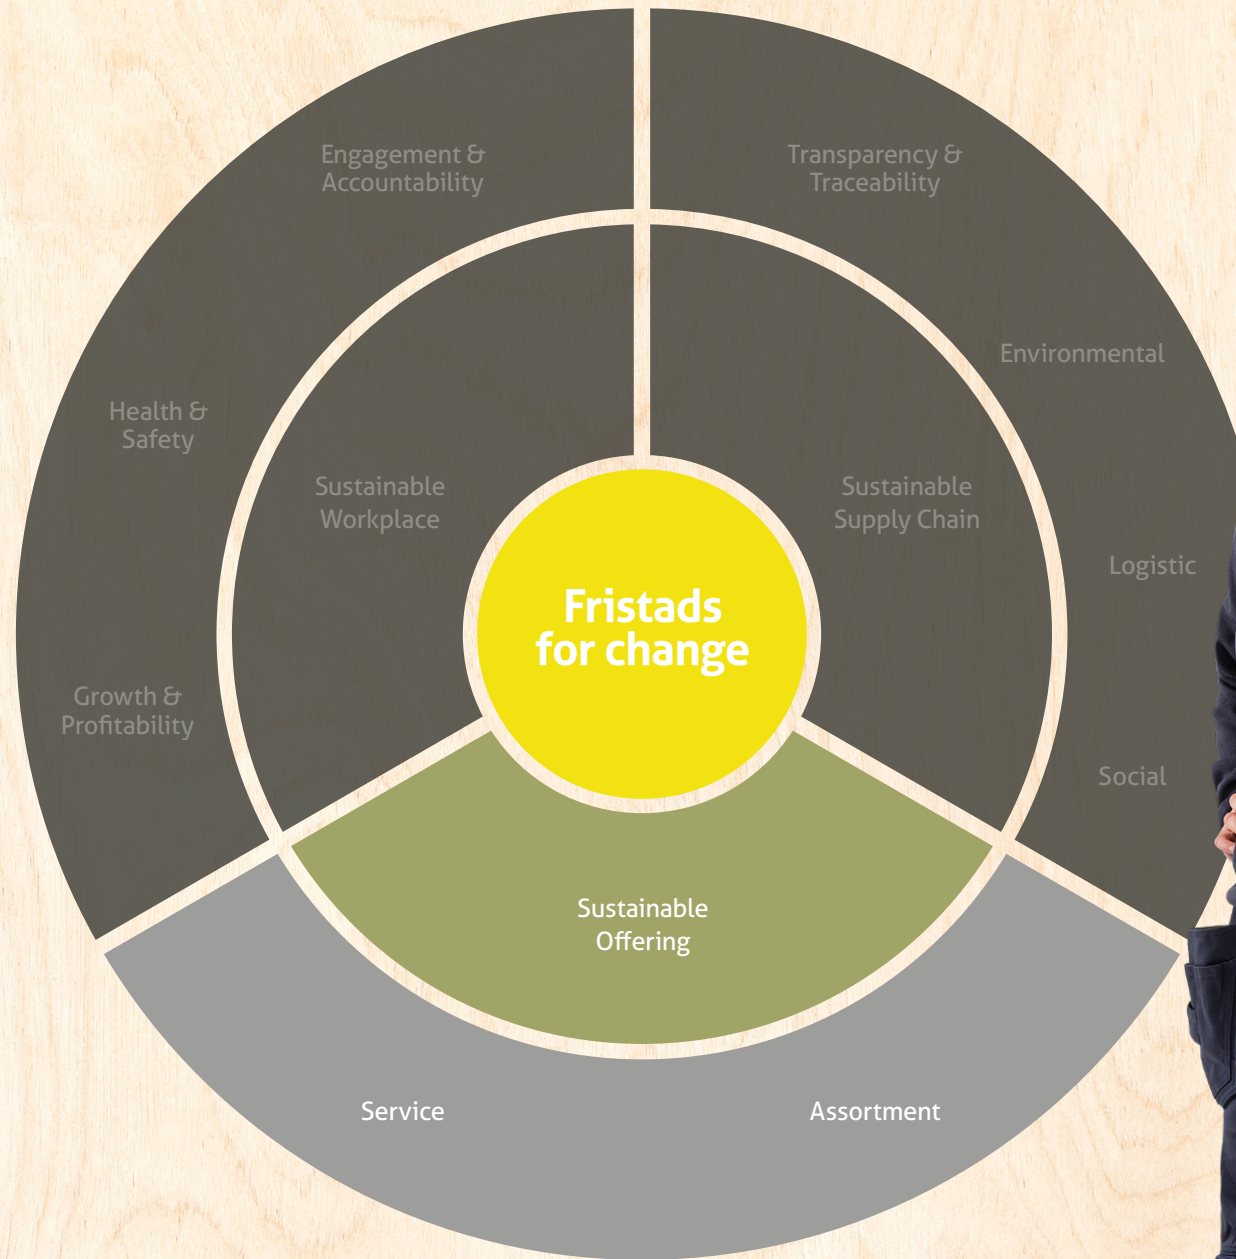 Engagement &
Accountability
Transparency &
Traceability
Environmental
Health &
Safety
Sustainable
Workplace
Sustainable
Supply Chain
Logistic
Fristads
for change
Growth &
Profitability
Social
Sustainable
Offering
Service
Assortment